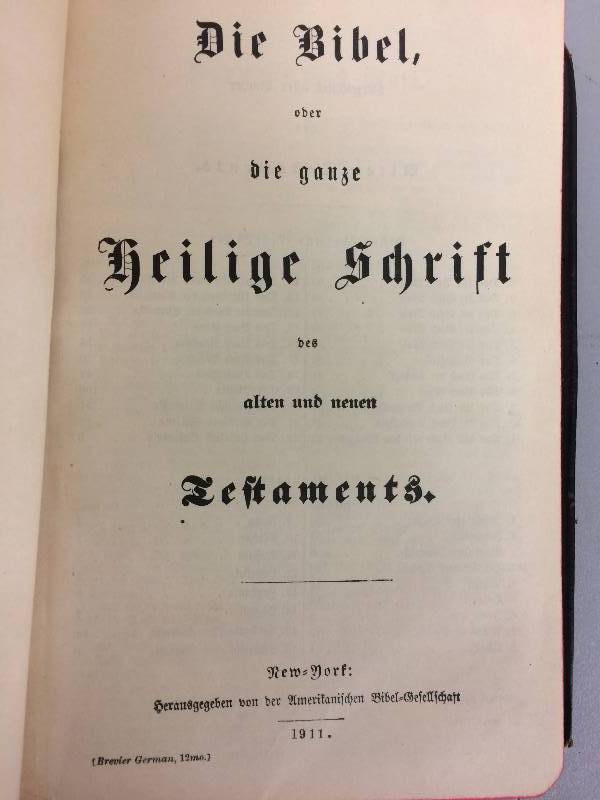 Die Bibel,
oder
die ganze
Heilige Schrift
des
alten und neuen
Testaments.
New-York:
Herausgegeben von der Amerikanischen Bibel-Gesellschaft
1911.
[Brevier German, 12mo.]